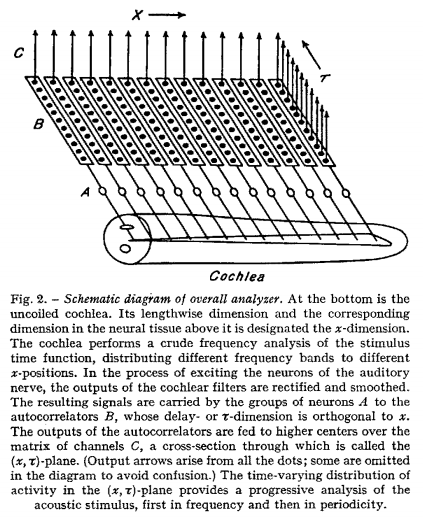 X
C
τ
B
A
Cochlea
Fig. 2. – Schematic diagram of overall analyzer. At the bottom is the
uncoiled cochlea. Its lengthwise dimension and the corresponding
dimension in the neural tissue above it is designated the x-dimension.
The cochlea performs a crude frequency analysis of the stimulus
time function, distributing different frequency bands to different
x-positions. In the process of exciting the neurons of the auditory
nerve, the outputs of the cochlear filters are rectified and smoothed.
The resulting signals are carried by the groups of neurons A to the
autocorrelators B, whose delay- or τ-dimension is orthogonal to x.
The outputs of the autocorrelators are fed to higher centers over the
matrix of channels C, a cross-section through which is called the
(x, τ)-plane. (Output arrows arise from all the dots; some are omitted
in the diagram to avoid confusion.) The time-varying distribution of
activity in the (x, τ)-plane provides a progressive analysis of the
acoustic stimulus, first in frequency and then in periodicity.